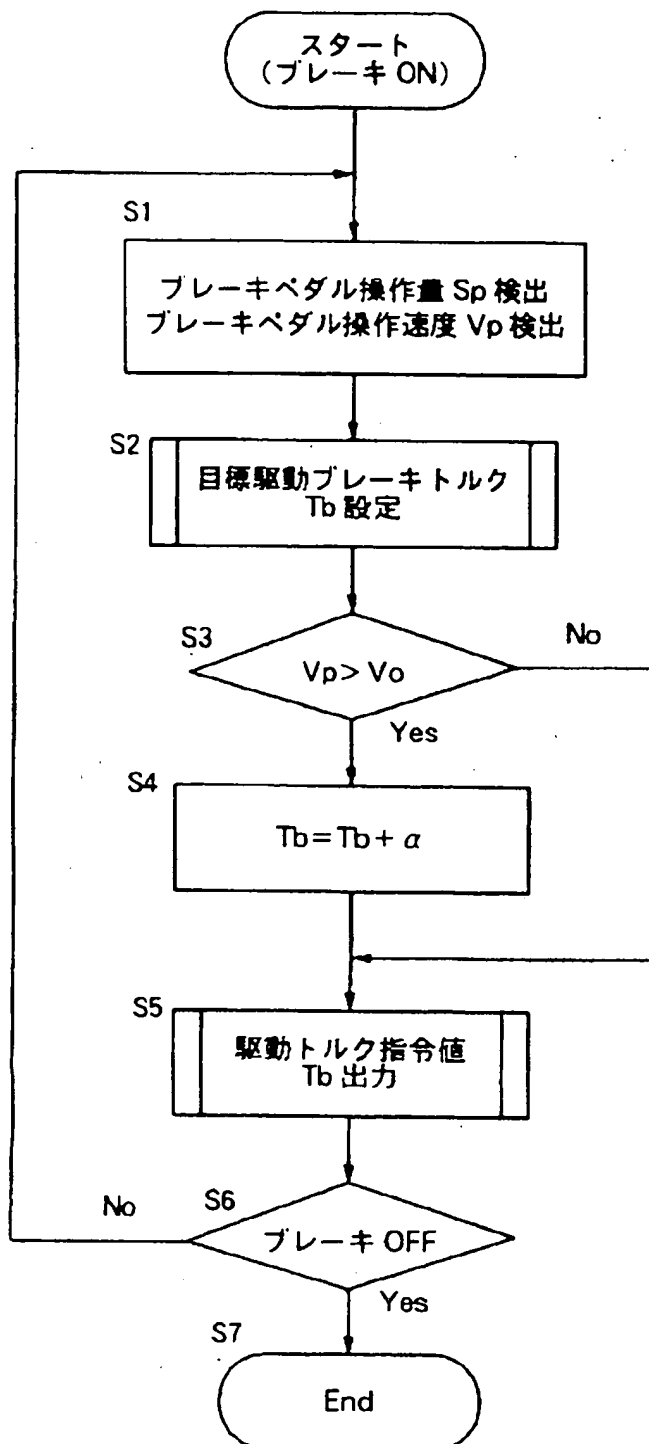 スタート
(ブレーキ ON)
S1
ブレーキペダル操作量 Sp 検出
ブレーキペダル操作速度 Vp 検出
S2
目標駆動ブレーキトルク
Tb 設定
S3
No
Vp> Vo
Yes
S4
Tb=Tb+ α
S5
駆動トルク指令値
Tb 出力
S6
No
ブレーキ OFF
Yes
S7
End